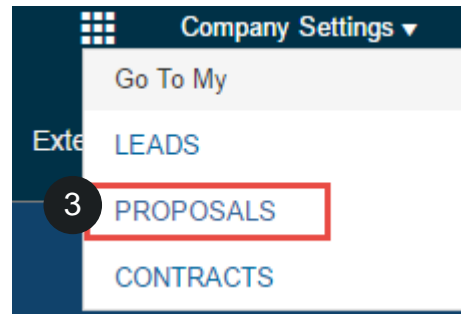 Company Settings ▾
Go To My
Exte
LEADS
3
PROPOSALS
CONTRACTS